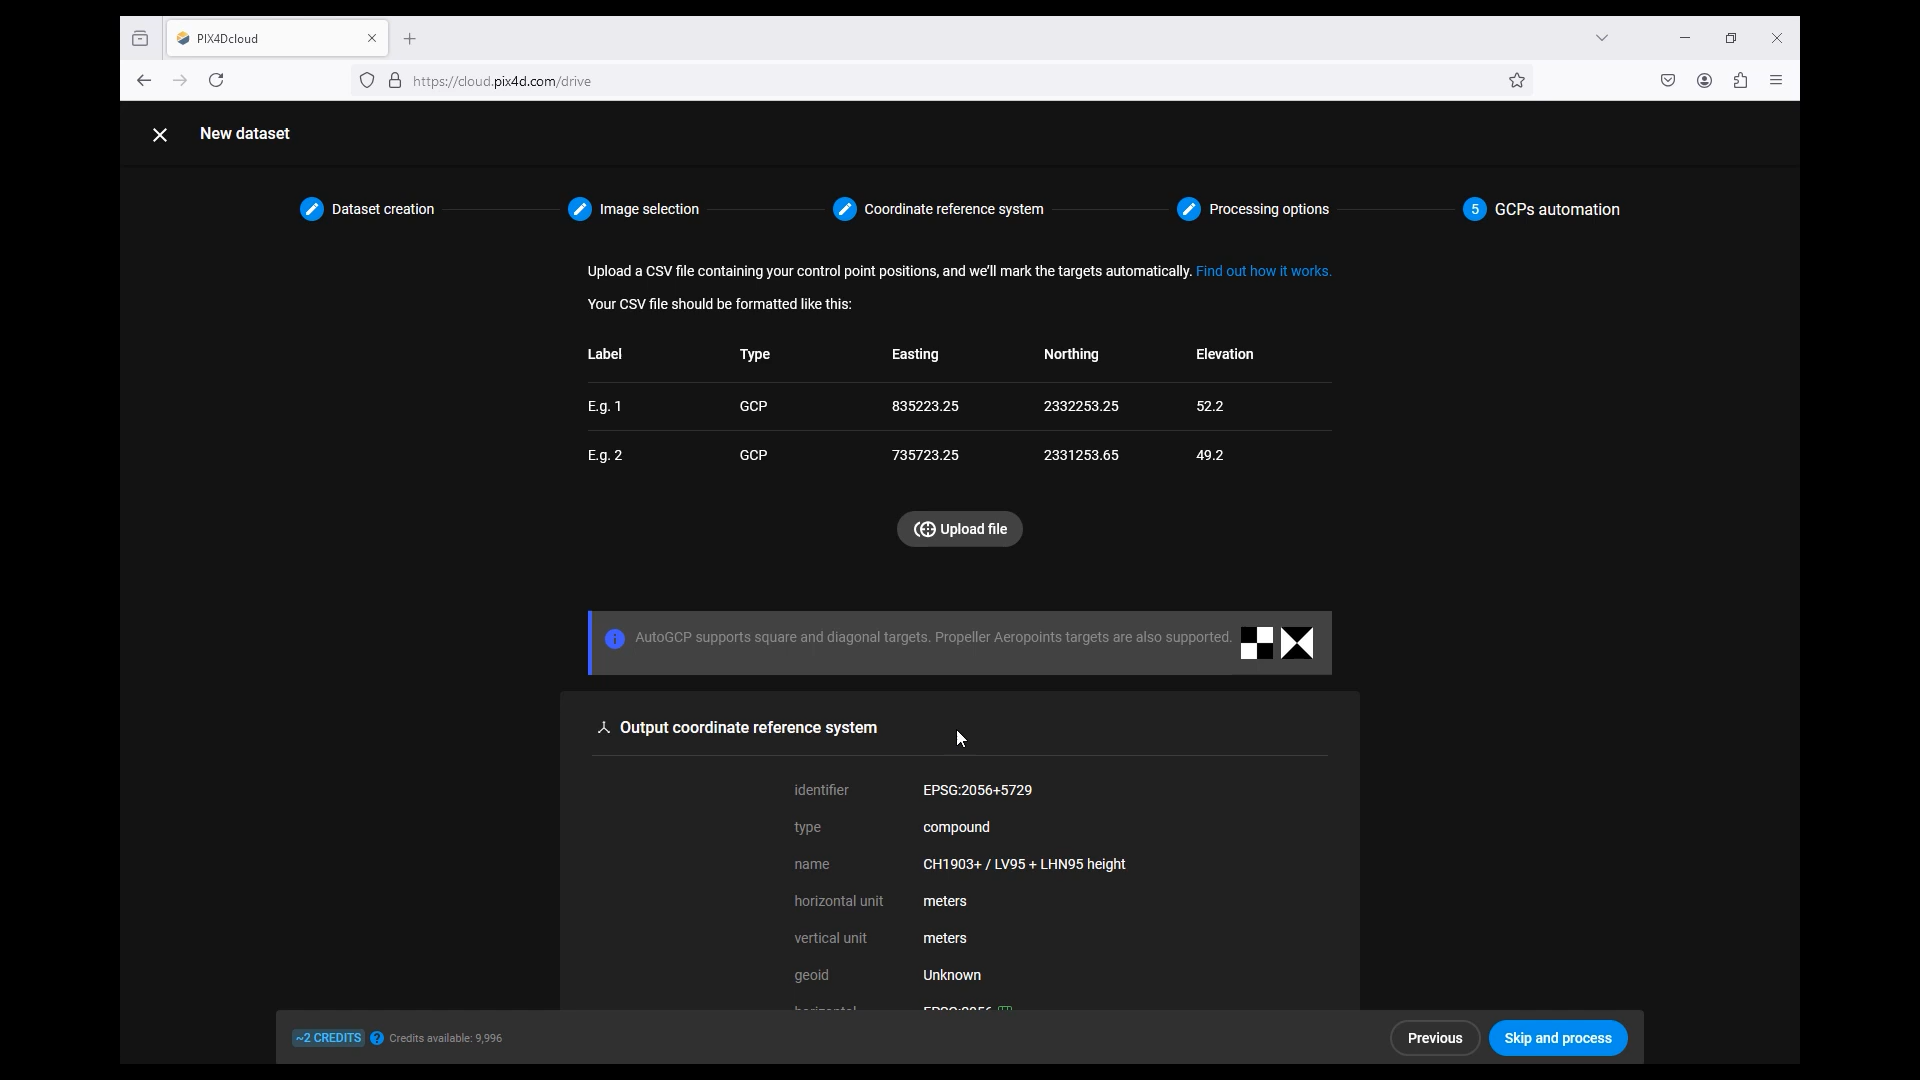 PIX4Dcloud
https://cloud.pix4d.com/drive
New dataset
Dataset creation
Image selection
Coordinate reference system
Processing options
5 GCPs automation
Upload a CSV file containing your control point positions, and we'll mark the targets automatically. Find out how it works.
Your CSV file should be formatted like this:
Label Type Easting Northing Elevation
E.g. 1 GCP 835223.25 2332253.25 52.2
E.g. 2 GCP 735723.25 2331253.65 49.2
Upload file
AutoGCP supports square and diagonal targets. Propeller Aeropoints targets are also supported.
Output coordinate reference system
identifier EPSG:2056+5729
type compound
name CH1903+ / LV95 + LHN95 height
horizontal unit meters
vertical unit meters
geoid Unknown
horizontal EPSG:2056
~2 CREDITS ? Credits available: 9,996
Previous
Skip and process